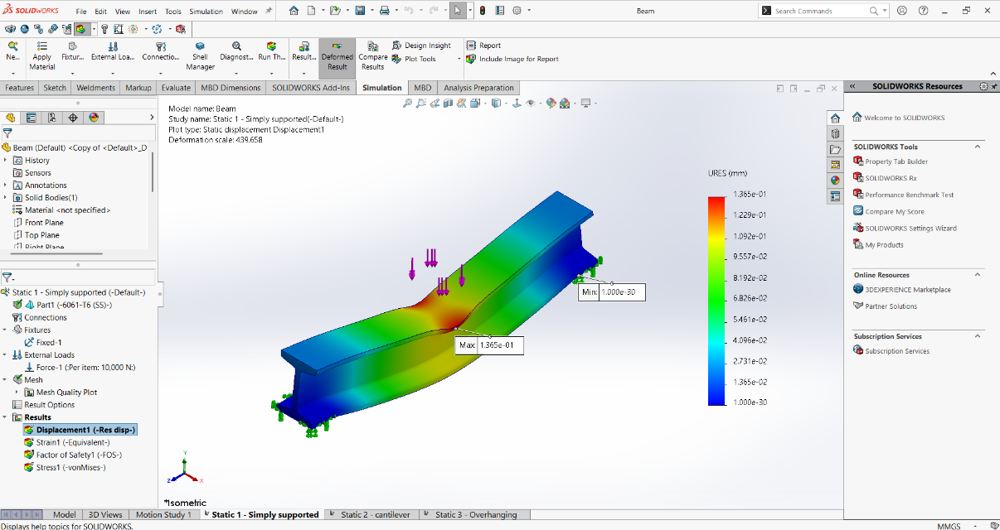 SOLIDWORKS
File Edit View Insert Tools Simulation Window
Beam
Search Commands
Ne...
Apply Material
Fixtur...
External Loa...
Connectio...
Shell Manager
Diagnost...
Run Th...
Result...
Deformed Result
Compare Results
Design Insight
Plot Tools
Report
Include Image for Report
Features Sketch Weldments Markup Evaluate MBD Dimensions SOLIDWORKS Add-Ins Simulation MBD Analysis Preparation
Beam (Default) <Copy of <Default>_D
History
Sensors
Annotations
Solid Bodies(1)
Material <not specified>
Front Plane
Top Plane
Right Plane
Static 1 - Simply supported (-Default-)
Part1 (-6061-T6 (SS)-)
Connections
Fixtures
Fixed-1
External Loads
Force-1 (:Per item: 10,000 N:)
Mesh
Mesh Quality Plot
Result Options
Results
Displacement1 (-Res disp-)
Strain1 (-Equivalent-)
Factor of Safety1 (-FOS-)
Stress1 (-vonMises-)
Model name: Beam
Study name: Static 1 - Simply supported(-Default-)
Plot type: Static displacement Displacement1
Deformation scale: 439.658
Min: 1.000e-30
Max: 1.365e-01
URES (mm)
1.365e-01
1.229e-01
1.092e-01
9.557e-02
8.192e-02
6.826e-02
5.461e-02
4.096e-02
2.731e-02
1.365e-02
1.000e-30
Y
Z
X
*Isometric
SOLIDWORKS Resources
Welcome to SOLIDWORKS
SOLIDWORKS Tools
Property Tab Builder
SOLIDWORKS Rx
Performance Benchmark Test
Compare My Score
SOLIDWORKS Settings Wizard
My Products
Online Resources
3DEXPERIENCE Marketplace
Partner Solutions
Subscription Services
Subscription Services
Model 3D Views Motion Study 1 Static 1 - Simply supported Static 2 - cantilever Static 3 - Overhanging
Displays help topics for SOLIDWORKS.
MMGS